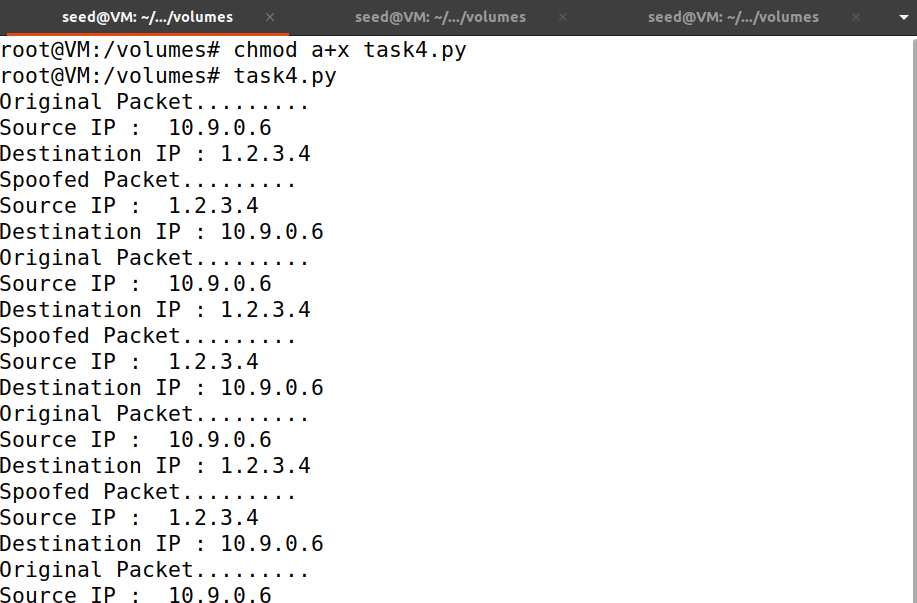 seed@VM: ~/.../volumes × seed@VM: ~/.../volumes × seed@VM: ~/.../volumes ×
root@VM:/volumes# chmod a+x task4.py
root@VM:/volumes# task4.py
Original Packet.........
Source IP :  10.9.0.6
Destination IP : 1.2.3.4
Spoofed Packet.........
Source IP :  1.2.3.4
Destination IP : 10.9.0.6
Original Packet.........
Source IP :  10.9.0.6
Destination IP : 1.2.3.4
Spoofed Packet.........
Source IP :  1.2.3.4
Destination IP : 10.9.0.6
Original Packet.........
Source IP :  10.9.0.6
Destination IP : 1.2.3.4
Spoofed Packet.........
Source IP :  1.2.3.4
Destination IP : 10.9.0.6
Original Packet.........
Source IP :  10.9.0.6